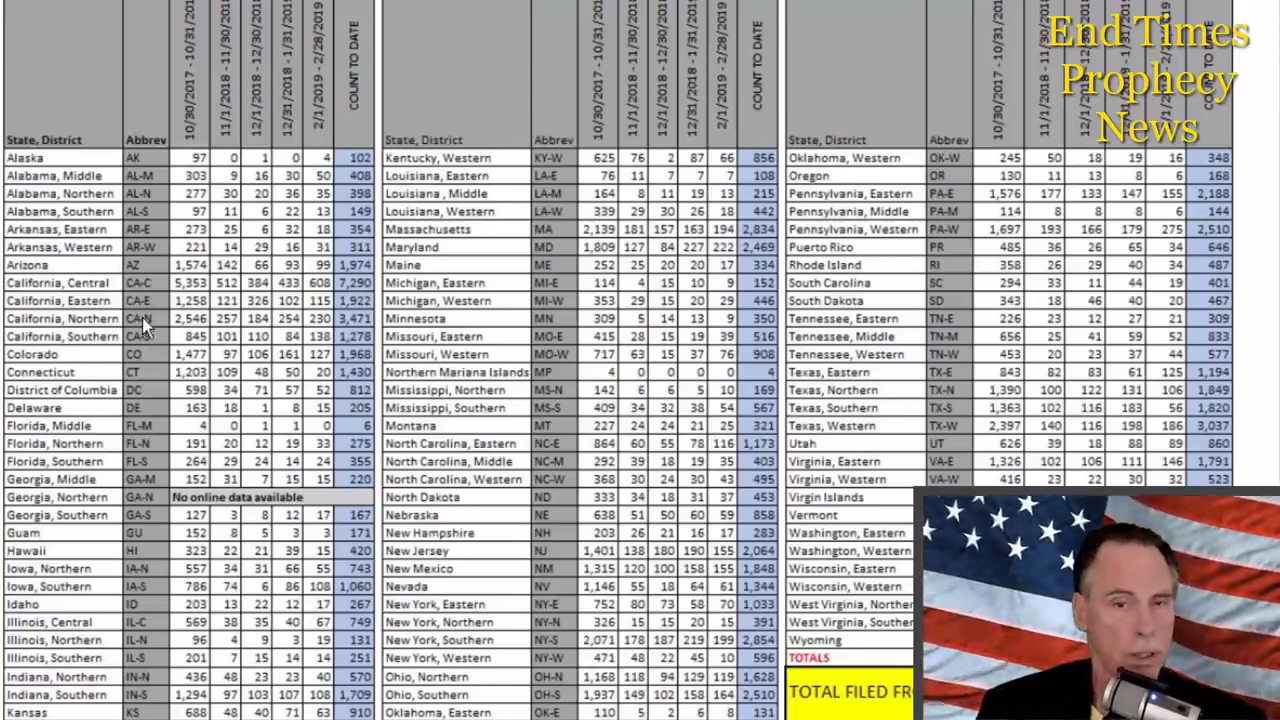 End Times
Prophecy
News
State, District Abbrev 10/30/2017 - 10/31/201 11/1/2018 - 11/30/201 12/1/2018 - 12/30/201 12/31/2018 - 1/31/201 2/1/2019 - 2/28/2019 COUNT TO DATE
Alaska AK 97 0 1 0 4 102
Alabama, Middle AL-M 303 9 16 30 50 408
Alabama, Northern AL-N 277 30 20 36 35 398
Alabama, Southern AL-S 97 11 6 22 13 149
Arkansas, Eastern AR-E 273 25 6 32 18 354
Arkansas, Western AR-W 221 14 29 16 31 311
Arizona AZ 1,574 142 66 93 99 1,974
California, Central CA-C 5,353 512 384 433 608 7,290
California, Eastern CA-E 1,258 121 326 102 115 1,922
California, Northern CA-N 2,546 257 184 254 230 3,471
California, Southern CA-S 845 101 110 84 138 1,278
Colorado CO 1,477 97 106 161 127 1,968
Connecticut CT 1,203 109 48 50 20 1,430
District of Columbia DC 598 34 71 57 52 812
Delaware DE 163 18 1 8 15 205
Florida, Middle FL-M 4 0 1 1 0 6
Florida, Northern FL-N 191 20 12 19 33 275
Florida, Southern FL-S 264 29 24 14 24 355
Georgia, Middle GA-M 152 31 7 15 15 220
Georgia, Northern GA-N No online data available
Georgia, Southern GA-S 127 3 8 12 17 167
Guam GU 152 8 5 3 3 171
Hawaii HI 323 22 21 39 15 420
Iowa, Northern IA-N 557 34 31 66 55 743
Iowa, Southern IA-S 786 74 6 86 108 1,060
Idaho ID 203 13 22 12 17 267
Illinois, Central IL-C 569 38 35 40 67 749
Illinois, Northern IL-N 96 4 9 3 19 131
Illinois, Southern IL-S 201 7 15 14 14 251
Indiana, Northern IN-N 436 48 23 23 40 570
Indiana, Southern IN-S 1,294 97 103 107 108 1,709
Kansas KS 688 48 40 71 63 910
State, District Abbrev 10/30/2017 - 10/31/201 11/1/2018 - 11/30/201 12/1/2018 - 12/30/201 12/31/2018 - 1/31/201 2/1/2019 - 2/28/2019 COUNT TO DATE
Kentucky, Western KY-W 625 76 2 87 66 856
Louisiana, Eastern LA-E 76 11 7 7 7 108
Louisiana , Middle LA-M 164 8 11 19 13 215
Louisiana, Western LA-W 339 29 30 26 18 442
Massachusetts MA 2,139 181 157 163 194 2,834
Maryland MD 1,809 127 84 227 222 2,469
Maine ME 252 25 20 20 17 334
Michigan, Eastern MI-E 114 4 15 10 9 152
Michigan, Western MI-W 353 29 15 29 20 446
Minnesota MN 309 5 14 13 9 350
Missouri, Eastern MO-E 415 28 15 19 39 516
Missouri, Western MO-W 717 63 15 37 76 908
Northern Mariana Islands MP 4 0 0 0 0 4
Mississippi, Northern MS-N 142 6 6 5 10 169
Mississippi, Southern MS-S 409 34 32 38 54 567
Montana MT 227 24 24 21 25 321
North Carolina, Eastern NC-E 864 60 55 78 116 1,173
North Carolina, Middle NC-M 292 39 19 18 35 403
North Carolina, Western NC-W 368 30 24 30 43 495
North Dakota ND 333 34 18 31 37 453
Nebraska NE 638 51 50 60 59 858
New Hampshire NH 203 26 21 16 17 283
New Jersey NJ 1,401 138 180 190 155 2,064
New Mexico NM 1,315 120 100 158 155 1,848
Nevada NV 1,146 55 18 64 61 1,344
New York, Eastern NY-E 752 80 73 58 70 1,033
New York, Northern NY-N 326 15 15 20 15 391
New York, Southern NY-S 2,071 178 187 219 199 2,854
New York, Western NY-W 471 48 22 45 10 596
Ohio, Northern OH-N 1,168 118 94 129 119 1,628
Ohio, Southern OH-S 1,937 149 102 158 164 2,510
Oklahoma, Eastern OK-E 110 5 2 6 8 131
State, District Abbrev 10/30/2017 - 10/31/201
Oklahoma, Western OK-W 245 50 18 19 16 348
Oregon OR 130 11 13 8 6 168
Pennsylvania, Eastern PA-E 1,576 177 133 147 155 2,188
Pennsylvania, Middle PA-M 114 8 8 8 6 144
Pennsylvania, Western PA-W 1,697 193 166 179 275 2,510
Puerto Rico PR 485 36 26 65 34 646
Rhode Island RI 358 26 29 40 34 487
South Carolina SC 294 33 11 44 19 401
South Dakota SD 343 18 46 40 20 467
Tennessee, Eastern TN-E 226 11 17 28 27 309
Tennessee, Middle TN-M 656 25 41 59 52 833
Tennessee, Western TN-W 453 20 23 37 44 577
Texas, Eastern TX-E 843 82 83 61 125 1,194
Texas, Northern TX-N 1,390 100 122 131 106 1,849
Texas, Southern TX-S 1,363 102 116 183 56 1,820
Texas, Western TX-W 2,397 140 116 198 186 3,037
Utah UT 626 39 18 88 89 860
Virginia, Eastern VA-E 1,326 102 106 111 146 1,791
Virginia, Western VA-W 416 23 22 30 32 523
Virgin Islands
Vermont
Washington, Eastern
Washington, Western
Wisconsin, Eastern
Wisconsin, Western
West Virginia, Norther
West Virginia, Souther
Wyoming
TOTALS
TOTAL FILED FR